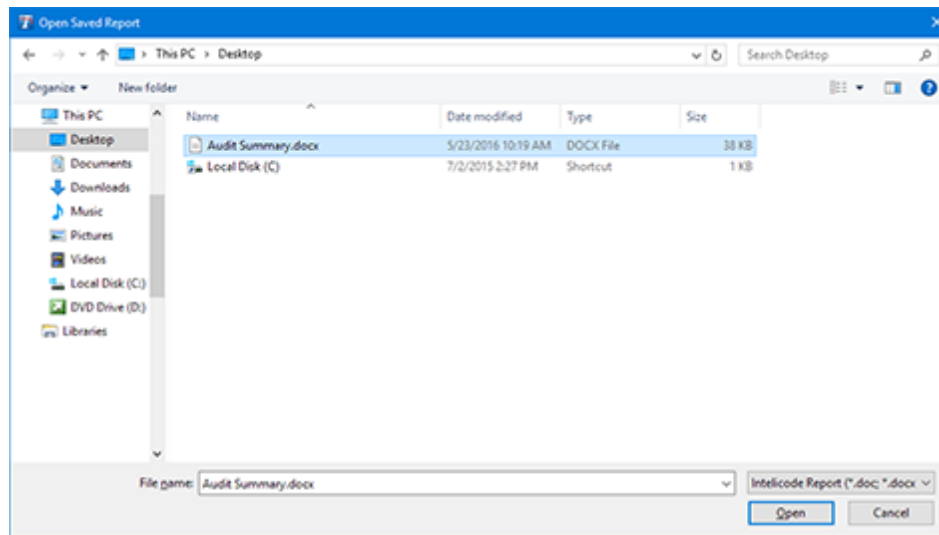 Open Saved Report
This PC > Desktop
Search Desktop
Organize
New folder
This PC
Desktop
Documents
Downloads
Music
Pictures
Videos
Local Disk (C:)
DVD Drive (D:)
Libraries
Name Date modified Type Size
Audit Summary.docx 5/23/2016 10:19 AM DOCX File 38 KB
Local Disk (C) 7/2/2015 2:27 PM Shortcut 1 KB
File name: Audit Summary.docx
Intelicode Report (*.doc; *.docx
Open Cancel